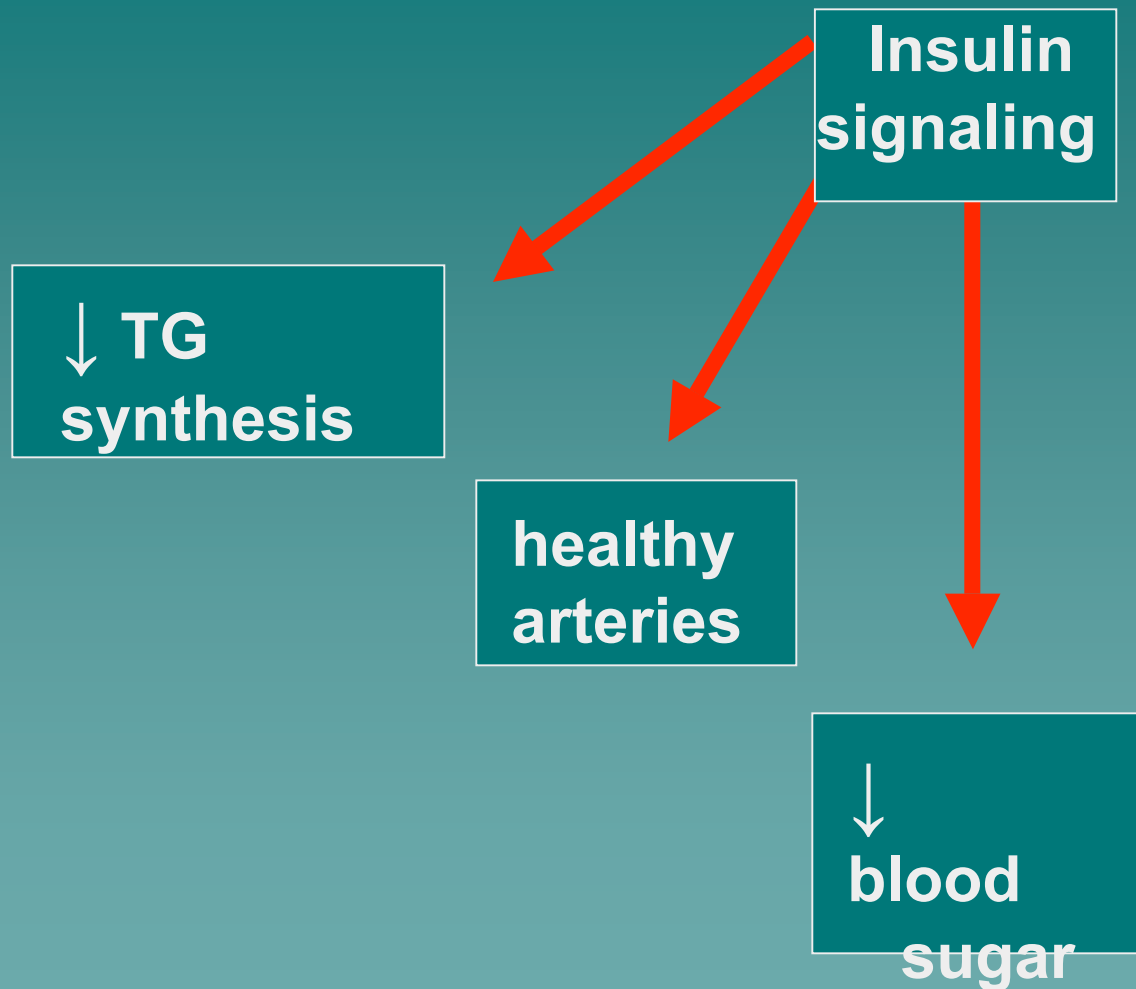 Insulin
signaling
↓ TG
synthesis
healthy
arteries
↓
blood
sugar